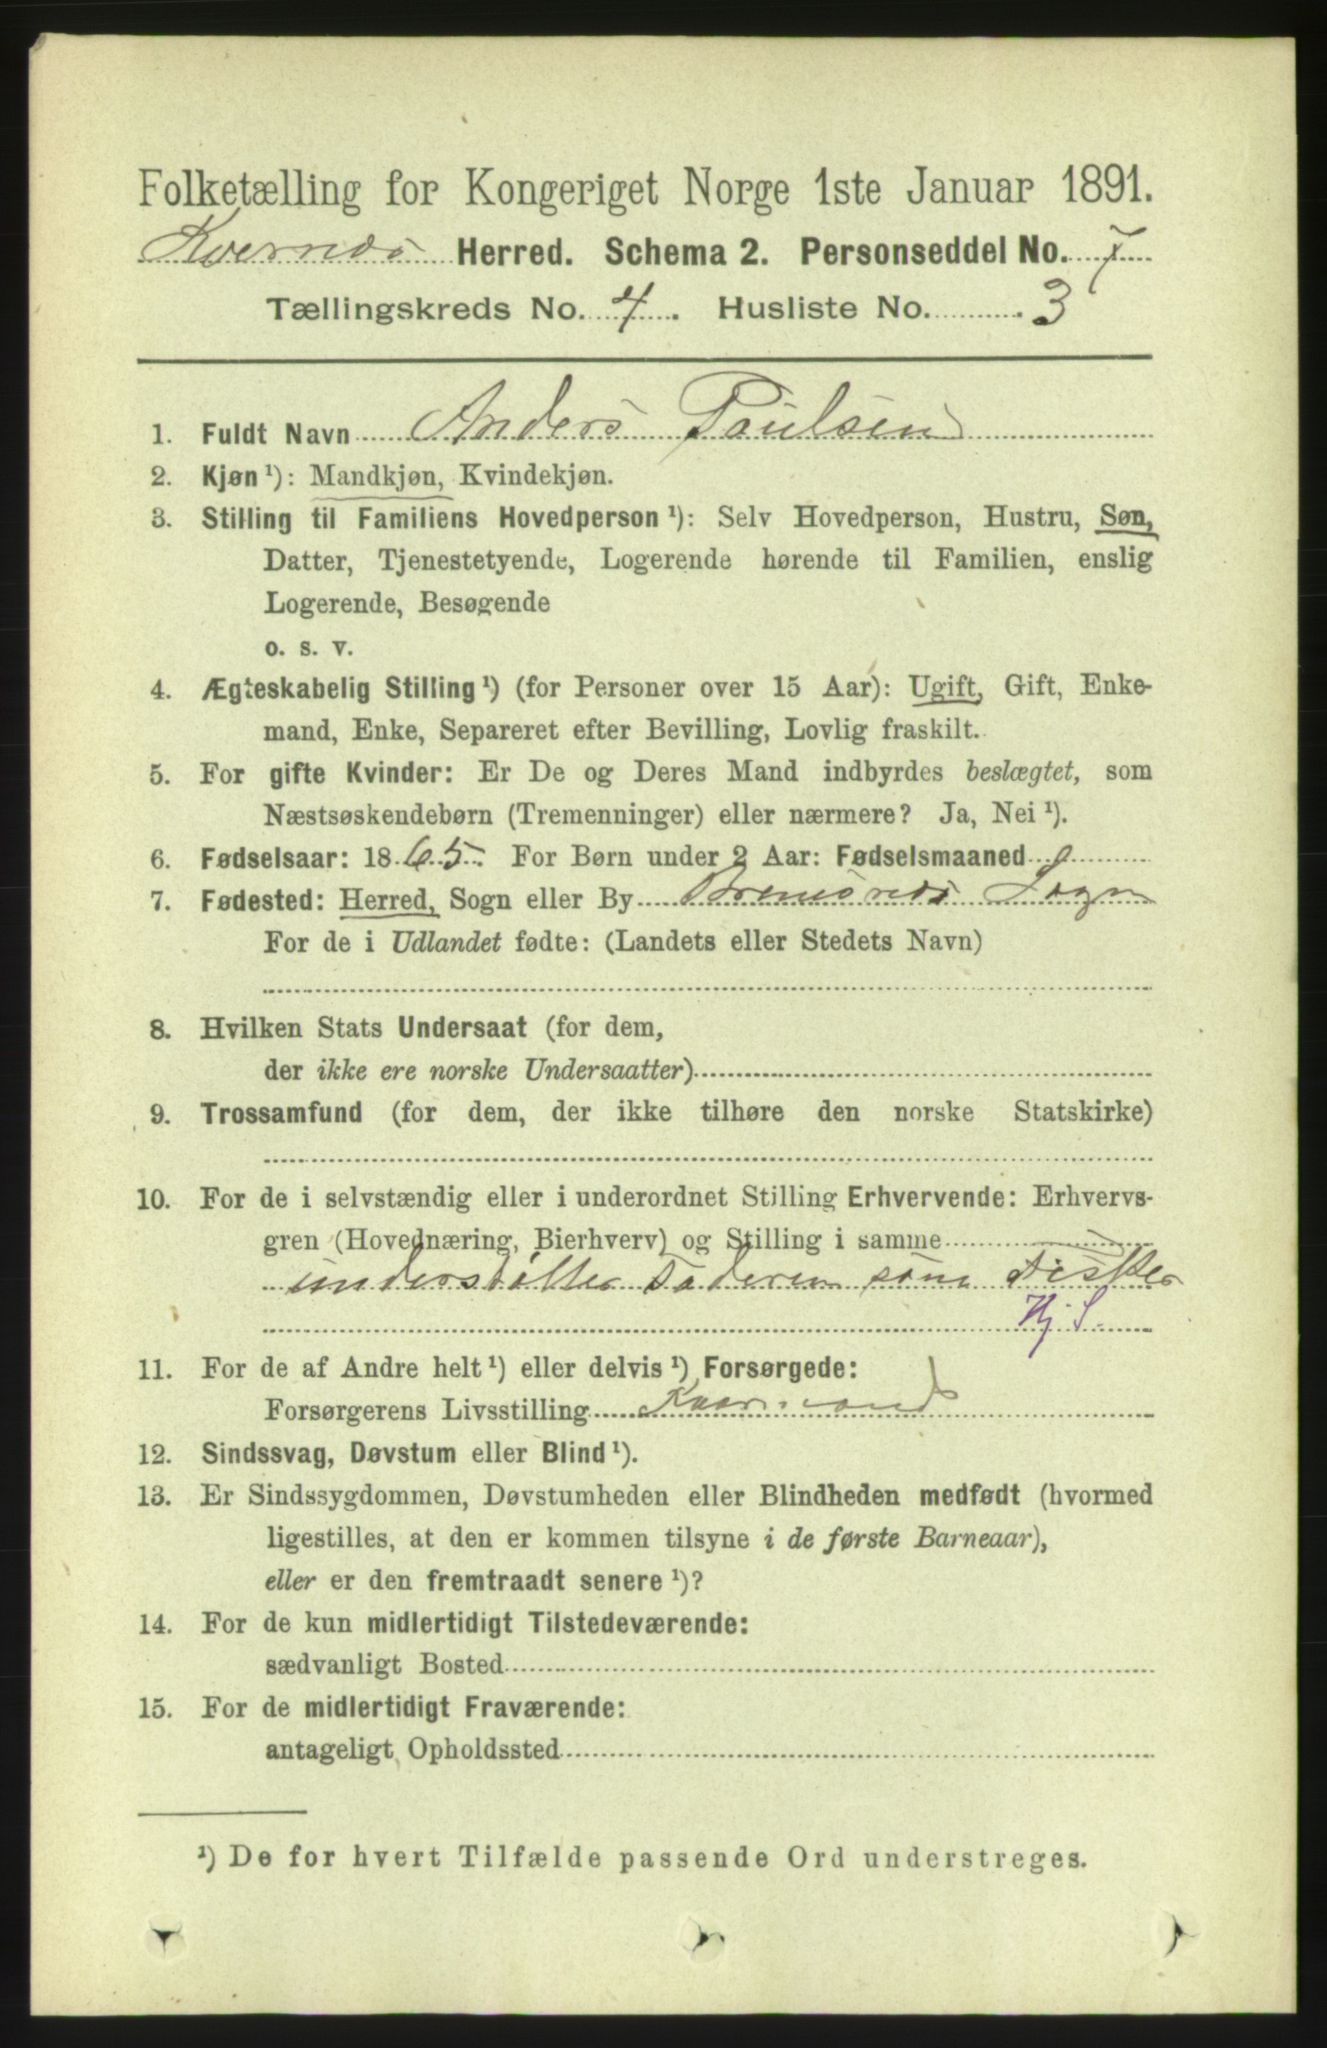 Folketælling for Kongeriget Norge 1ste Januar 1891.
Kvernæs Herred. Schema 2. Personseddel No. 7
Tællingskreds No. 4. Husliste No. 3
1. Fuldt Navn Anders Paulsen
2. Kjøn ¹): Mandkjøn, Kvindekjøn.
3. Stilling til Familiens Hovedperson ¹): Selv Hovedperson, Hustru, Søn,
Datter, Tjenestetyende, Logerende hørende til Familien, enslig
Logerende, Besøgende
o. s. v.
4. Ægteskabelig Stilling ¹) (for Personer over 15 Aar): Ugift, Gift, Enke-
mand, Enke, Separeret efter Bevilling, Lovlig fraskilt.
5. For gifte Kvinder: Er De og Deres Mand indbyrdes beslægtet, som
Næstsøskendebørn (Tremenninger) eller nærmere? Ja, Nei ¹).
6. Fødselsaar: 1865. For Børn under 2 Aar: Fødselsmaaned
7. Fødested: Herred, Sogn eller By Bremsnæs Sogn
For de i Udlandet fødte: (Landets eller Stedets Navn)
8. Hvilken Stats Undersaat (for dem,
der ikke ere norske Undersaatter)
9. Trossamfund (for dem, der ikke tilhøre den norske Statskirke)
10. For de i selvstændig eller i underordnet Stilling Erhvervende: Erhvervs-
gren (Hovednæring, Bierhverv) og Stilling i samme
understøtter Faderen som Fisker
Hj. S.
11. For de af Andre helt ¹) eller delvis ¹) Forsørgede:
Forsørgerens Livsstilling Kaarmand
12. Sindssvag, Døvstum eller Blind ¹).
13. Er Sindssygdommen, Døvstumheden eller Blindheden medfødt (hvormed
ligestilles, at den er kommen tilsyne i de første Barneaar),
eller er den fremtraadt senere ¹)?
14. For de kun midlertidigt Tilstedeværende:
sædvanligt Bosted
15. For de midlertidigt Fraværende:
antageligt Opholdssted
¹) De for hvert Tilfælde passende Ord understreges.